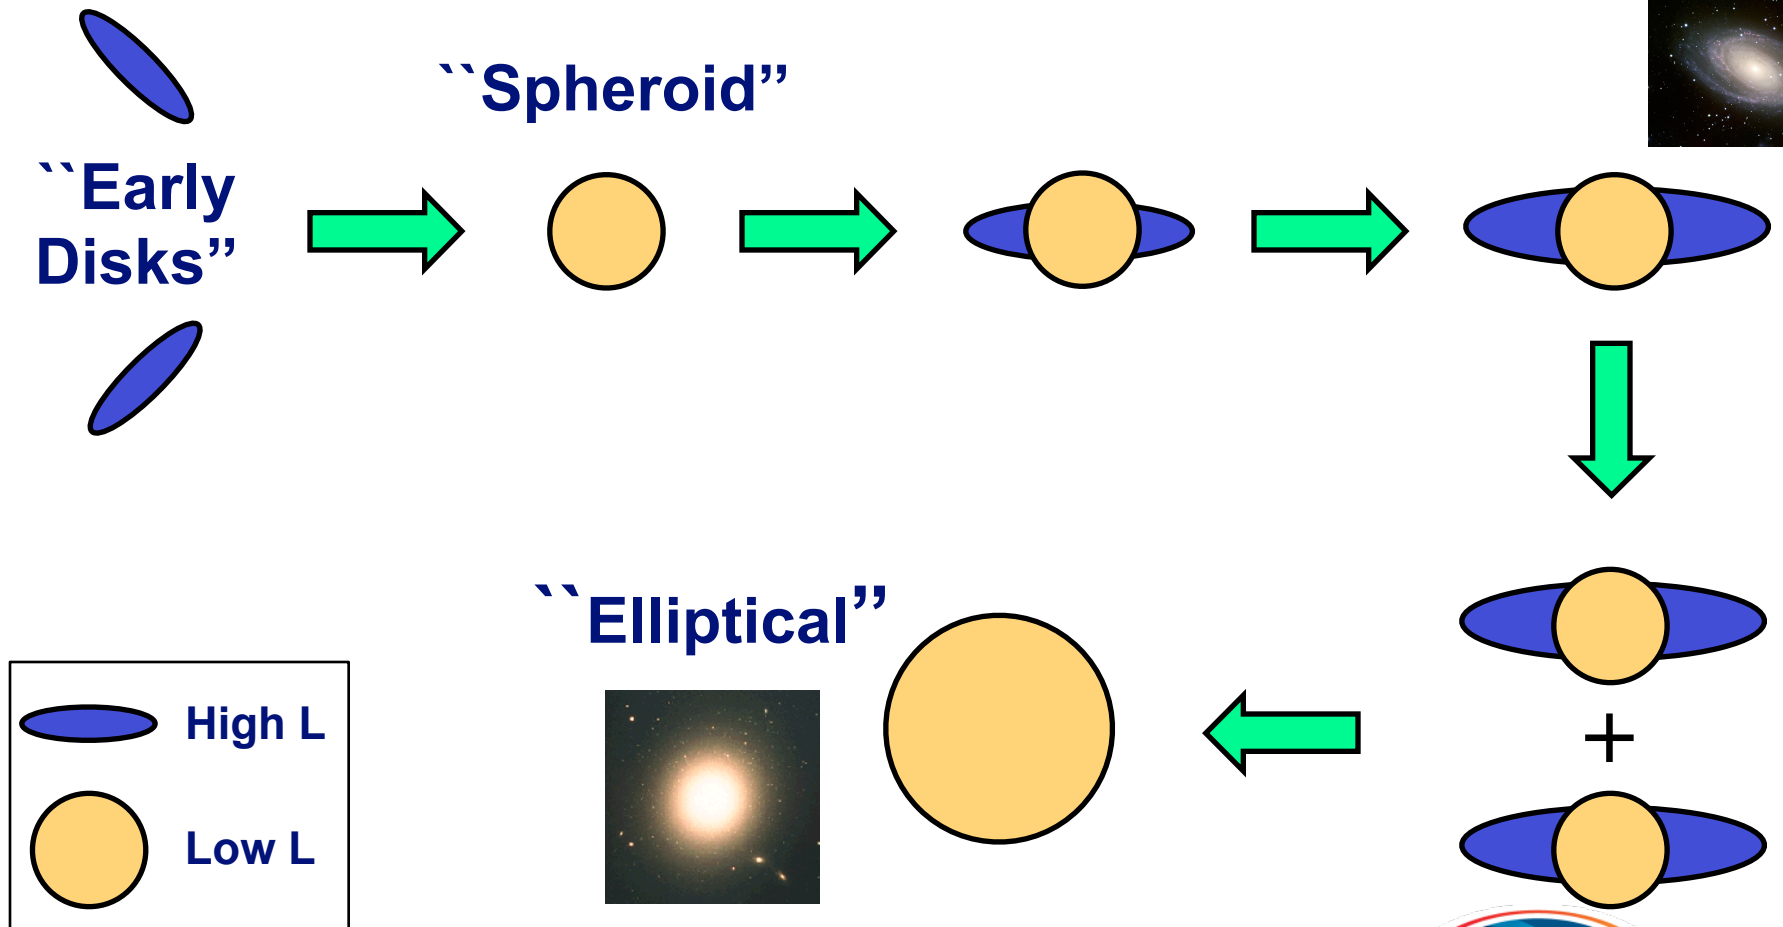 ``Spheroid”
``Early
Disks”
``Elliptical”
+
High L
Low L